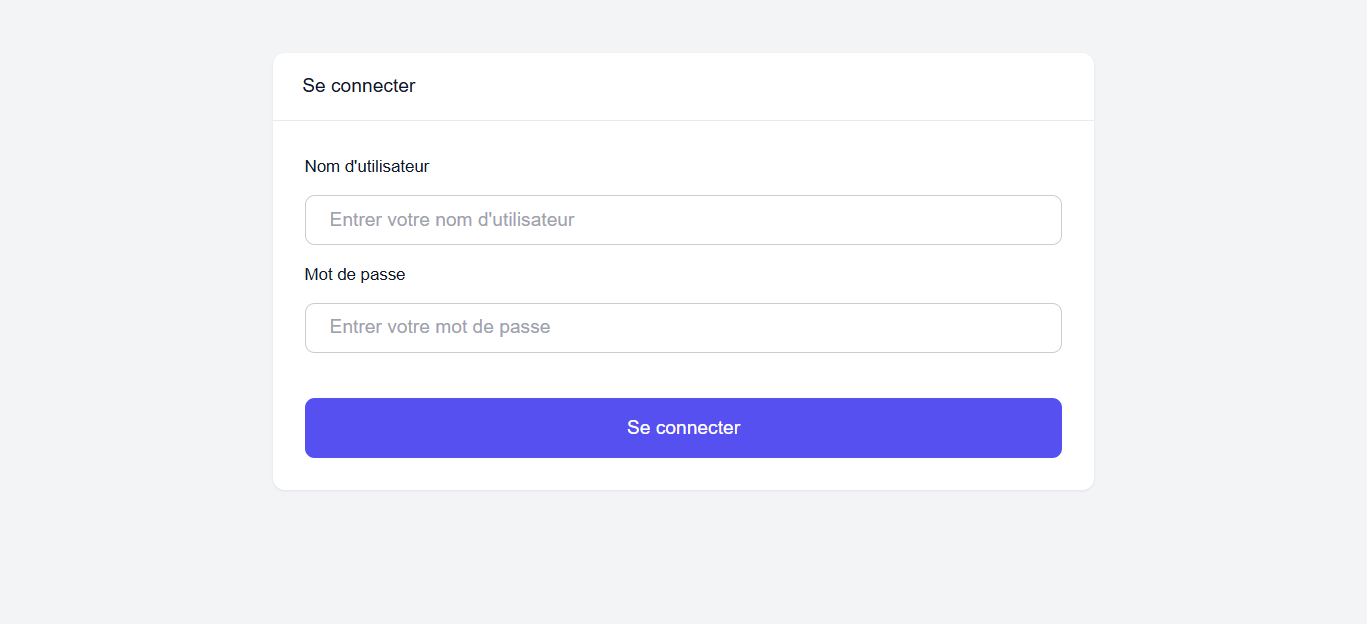 Se connecter
Nom d'utilisateur
Entrer votre nom d'utilisateur
Mot de passe
Entrer votre mot de passe
Se connecter